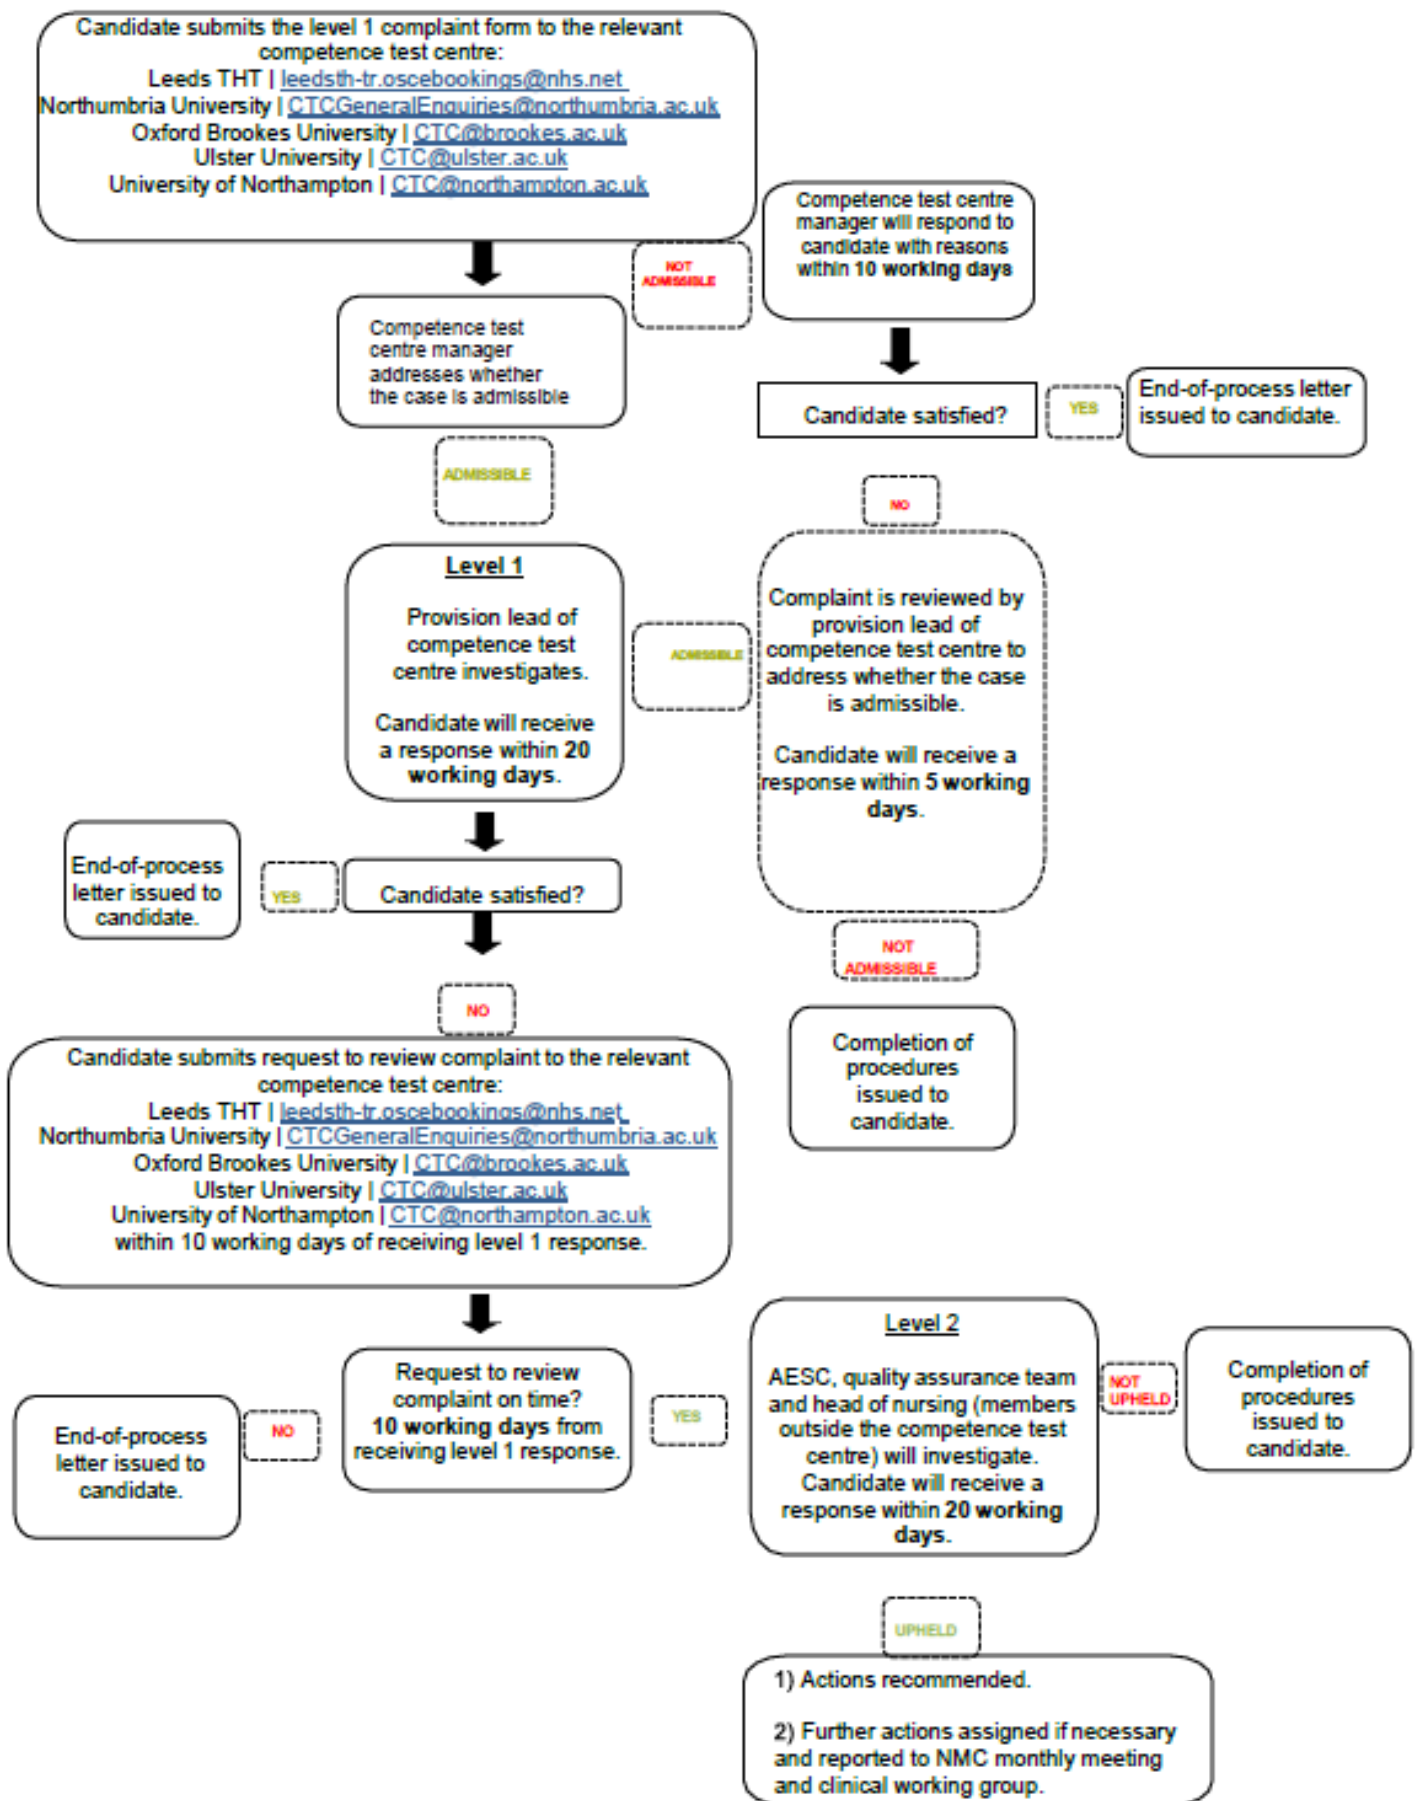 Candidate submits the level 1 complaint form to the relevant
competence test centre:
Leeds THT | leedsth-tr.oscebookings@nhs.net
Northumbria University | CTCGeneralEnquiries@northumbria.ac.uk
Oxford Brookes University | CTC@brookes.ac.uk
Ulster University | CTC@ulster.ac.uk
University of Northampton | CTC@northampton.ac.uk
NOT
ADMISSIBLE
Competence test centre
manager will respond to
candidate with reasons
within 10 working days
Competence test
centre manager
addresses whether
the case is admissible
Candidate satisfied?
YES
End-of-process letter
issued to candidate.
ADMISSIBLE
NO
Level 1
Provision lead of
competence test
centre investigates.
Candidate will receive
a response within 20
working days.
ADMISSIBLE
Complaint is reviewed by
provision lead of
competence test centre to
address whether the case
is admissible.
Candidate will receive a
response within 5 working
days.
End-of-process
letter issued to
candidate.
YES
Candidate satisfied?
NOT
ADMISSIBLE
NO
Completion of
procedures
issued to
candidate.
Candidate submits request to review complaint to the relevant
competence test centre:
Leeds THT | leedsth-tr.oscebookings@nhs.net
Northumbria University | CTCGeneralEnquiries@northumbria.ac.uk
Oxford Brookes University | CTC@brookes.ac.uk
Ulster University | CTC@ulster.ac.uk
University of Northampton | CTC@northampton.ac.uk
within 10 working days of receiving level 1 response.
End-of-process
letter issued to
candidate.
NO
Request to review
complaint on time?
10 working days from
receiving level 1 response.
YES
Level 2
AESC, quality assurance team
and head of nursing (members
outside the competence test
centre) will investigate.
Candidate will receive a
response within 20 working
days.
NOT
UPHELD
Completion of
procedures
issued to
candidate.
UPHELD
1) Actions recommended.
2) Further actions assigned if necessary
and reported to NMC monthly meeting
and clinical working group.